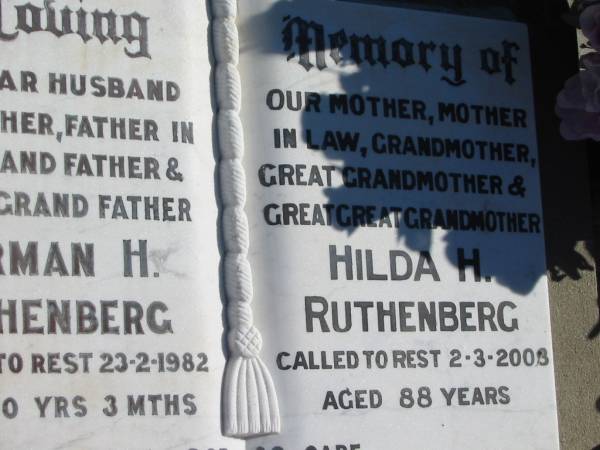 Loving
AR HUSBAND
HER, FATHER IN
AND FATHER &
GRAND FATHER
RMAN H.
HENBERG
TO REST 23-2-1982
0 YRS 3 MTHS
Memory of
OUR MOTHER, MOTHER
IN LAW, GRANDMOTHER,
GREAT GRANDMOTHER &
GREAT GREAT GRANDMOTHER
HILDA H.
RUTHENBERG
CALLED TO REST 2-3-2003
AGED 88 YEARS